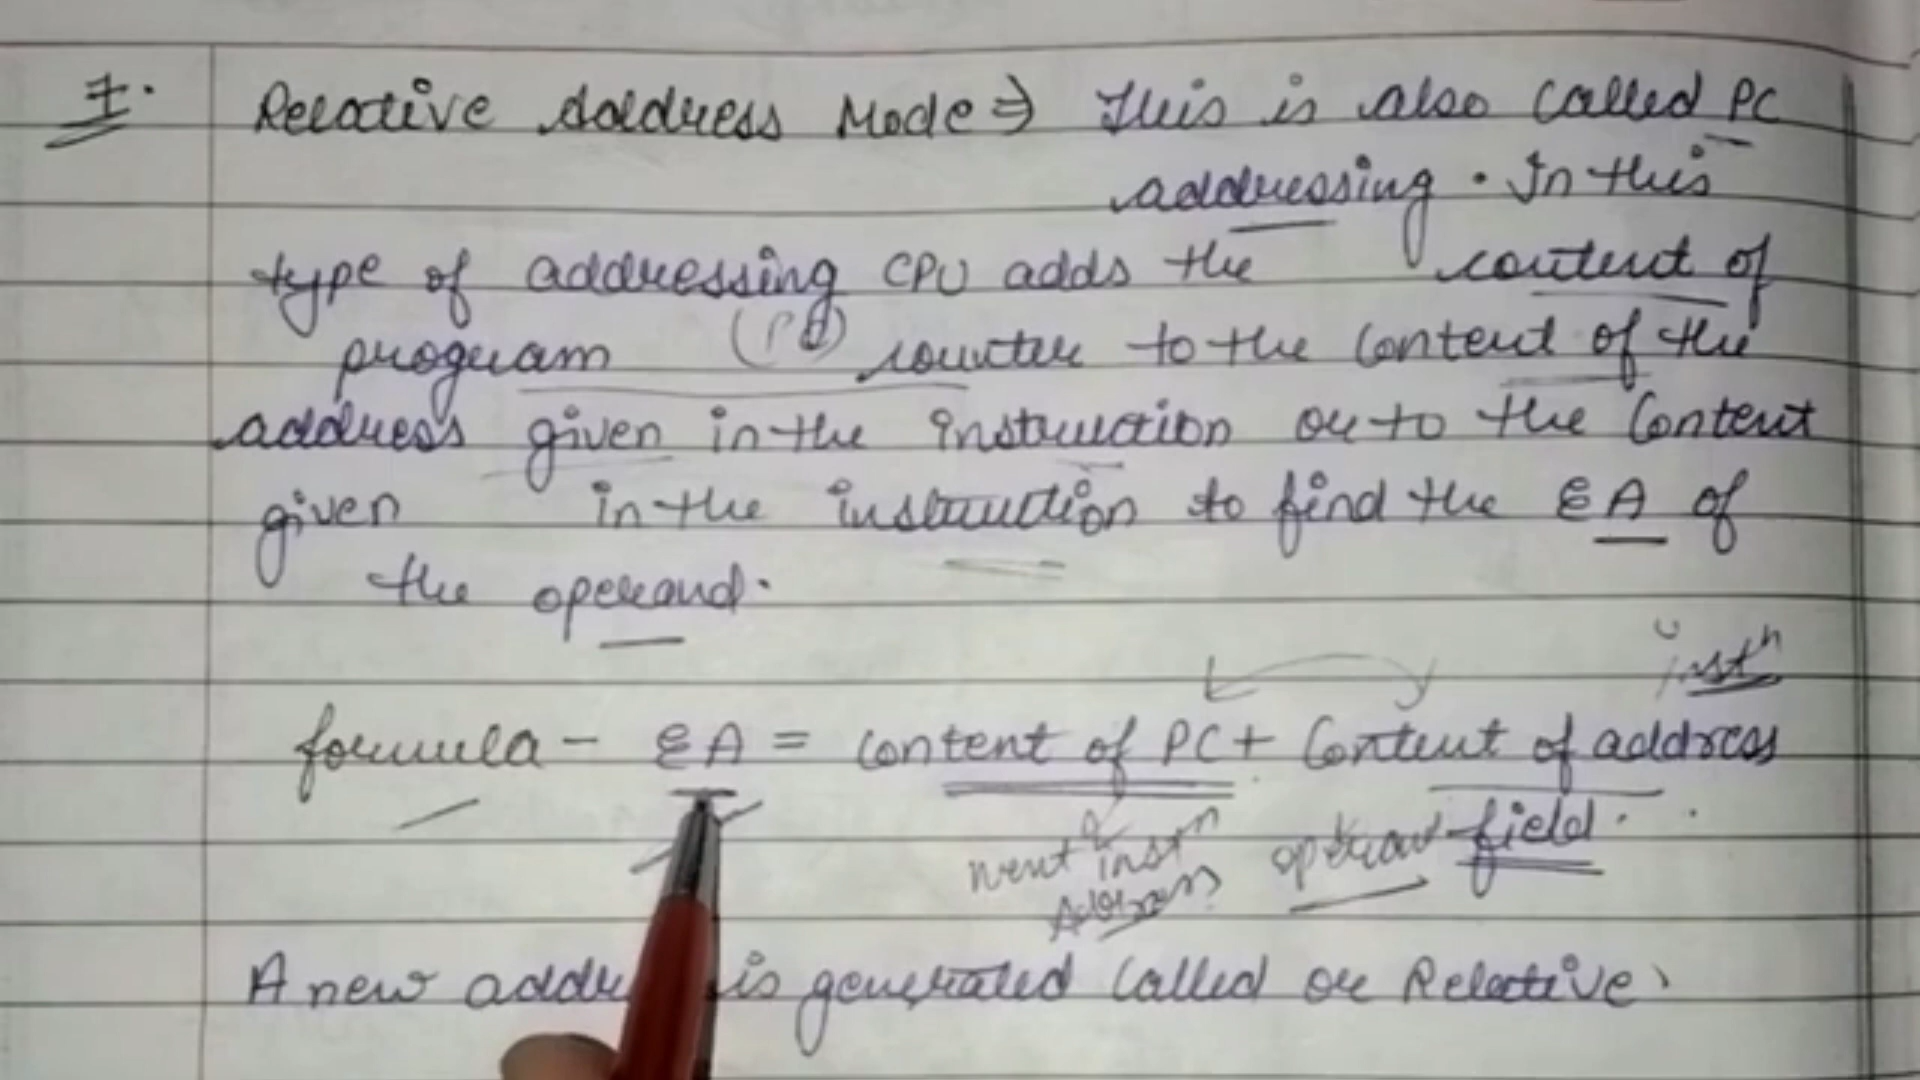 7. Relative Address Mode ⇒ This is also called PC
addressing. In this
type of addressing CPU adds the content of
program (PC) counter to the content of the
address given in the instruction or to the content
given in the instruction to find the EA of
the operand.
instn
formula - EA = content of PC + Content of address
next instn operand field.
Address
A new addre is generated called or Relative.